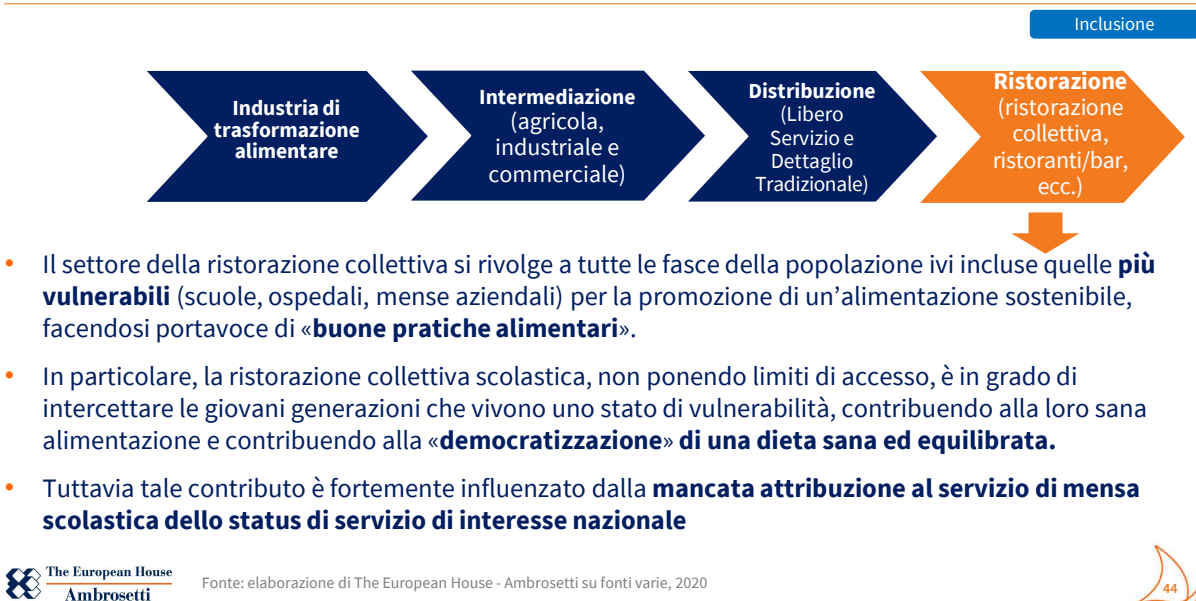 Inclusione
Industria di
trasformazione
alimentare
Intermediazione
(agricola,
industriale e
commerciale)
Distribuzione
(Libero
Servizio e
Dettaglio
Tradizionale)
Ristorazione
(ristorazione
collettiva,
ristoranti/bar,
ecc.)
• Il settore della ristorazione collettiva si rivolge a tutte le fasce della popolazione ivi incluse quelle più
vulnerabili (scuole, ospedali, mense aziendali) per la promozione di un’alimentazione sostenibile,
facendosi portavoce di «buone pratiche alimentari».
• In particolare, la ristorazione collettiva scolastica, non ponendo limiti di accesso, è in grado di
intercettare le giovani generazioni che vivono uno stato di vulnerabilità, contribuendo alla loro sana
alimentazione e contribuendo alla «democratizzazione» di una dieta sana ed equilibrata.
• Tuttavia tale contributo è fortemente influenzato dalla mancata attribuzione al servizio di mensa
scolastica dello status di servizio di interesse nazionale
The European House
Ambrosetti
Fonte: elaborazione di The European House - Ambrosetti su fonti varie, 2020
44